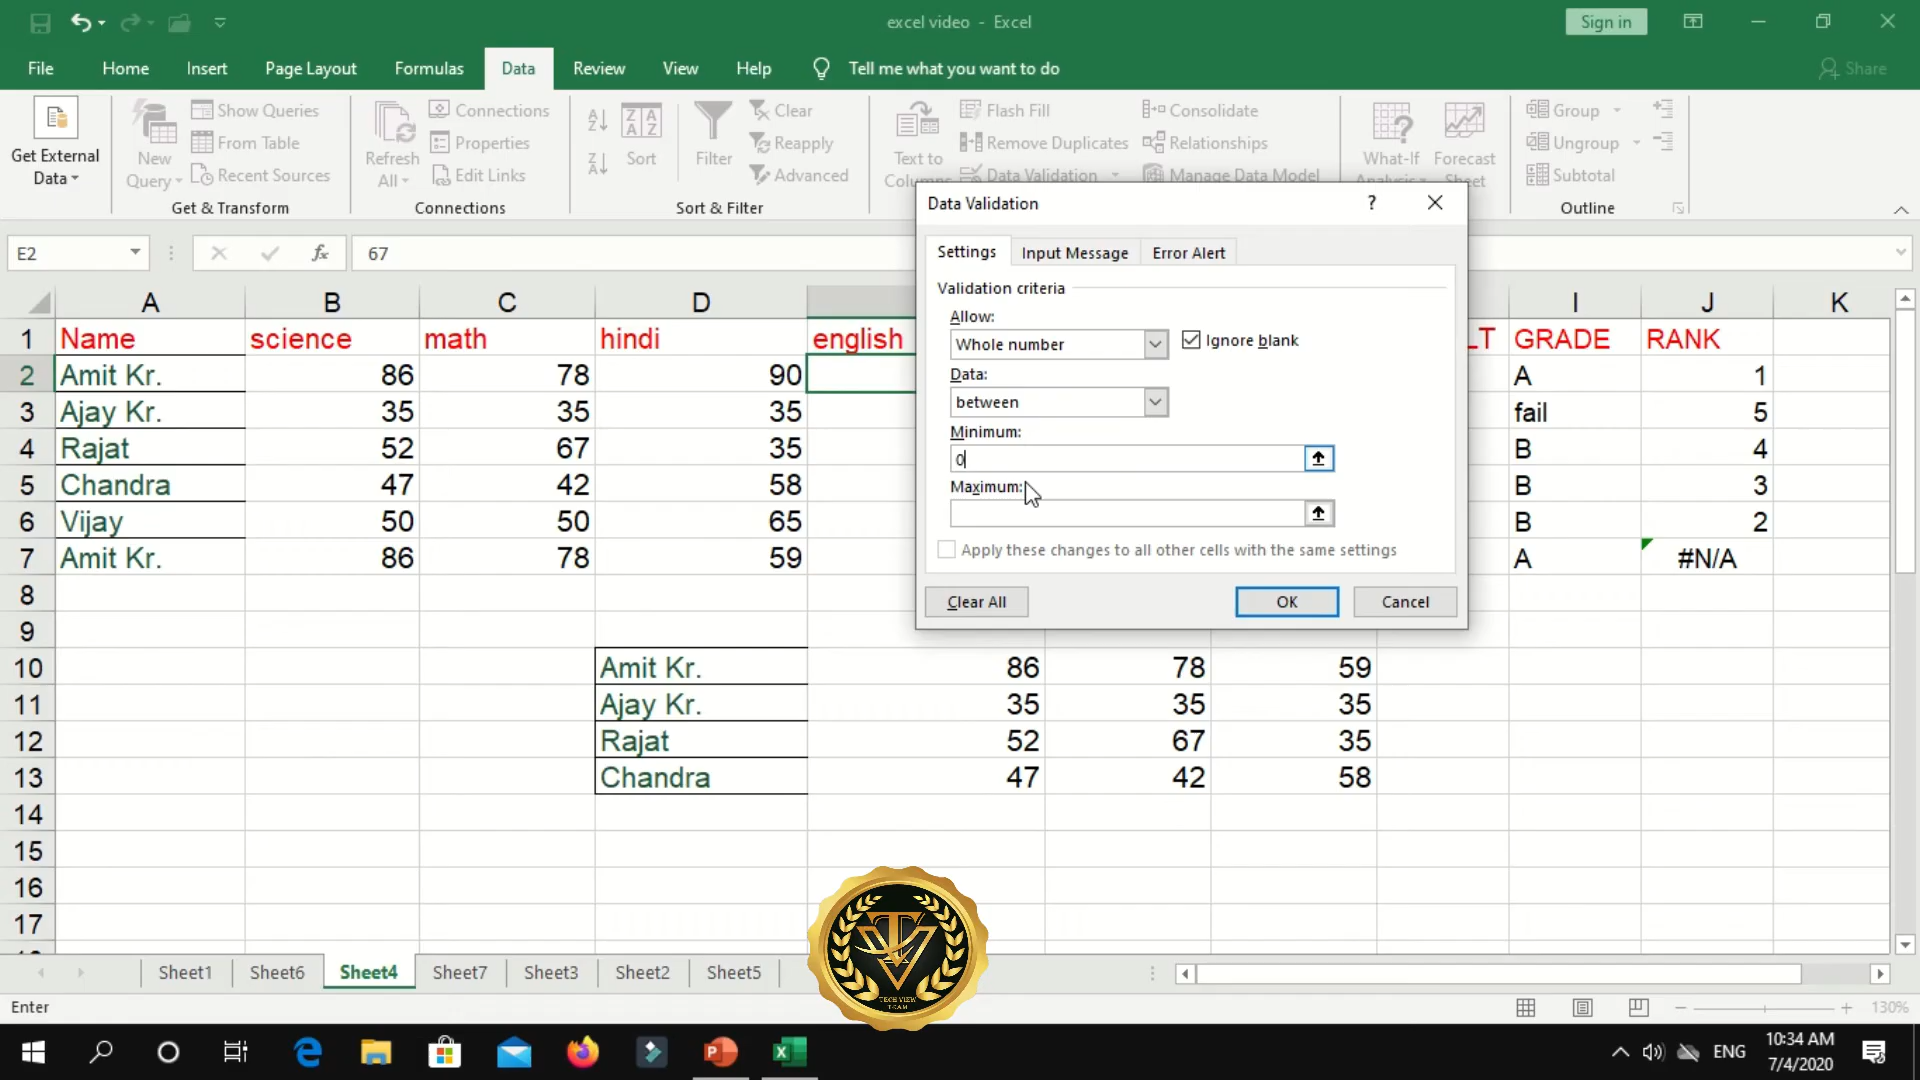 excel video - Excel
Sign in
File Home Insert Page Layout Formulas Data Review View Help Tell me what you want to do
Share
Get External Data
New Query
Show Queries
From Table
Recent Sources
Get & Transform
Refresh All
Connections
Properties
Edit Links
Connections
Sort
Filter
Clear
Reapply
Advanced
Sort & Filter
Text to
Flash Fill
Remove Duplicates
Data Validation
Consolidate
Relationships
Manage Data Model
What-If
Forecast
Group
Ungroup
Subtotal
Outline
E2 fx 67
Data Validation ?
Settings Input Message Error Alert
Validation criteria
Allow:
Whole number Ignore blank
Data:
between
Minimum:
0
Maximum:
Apply these changes to all other cells with the same settings
Clear All OK Cancel
A B C D I J K
1 Name science math hindi english LT GRADE RANK
2 Amit Kr. 86 78 90 A 1
3 Ajay Kr. 35 35 35 fail 5
4 Rajat 52 67 35 B 4
5 Chandra 47 42 58 B 3
6 Vijay 50 50 65 B 2
7 Amit Kr. 86 78 59 A #N/A
8
9
10 Amit Kr. 86 78 59
11 Ajay Kr. 35 35 35
12 Rajat 52 67 35
13 Chandra 47 42 58
14
15
16
17
TECH VIEW
TEAM
Sheet1 Sheet6 Sheet4 Sheet7 Sheet3 Sheet2 Sheet5
Enter
130%
ENG
10:34 AM
7/4/2020